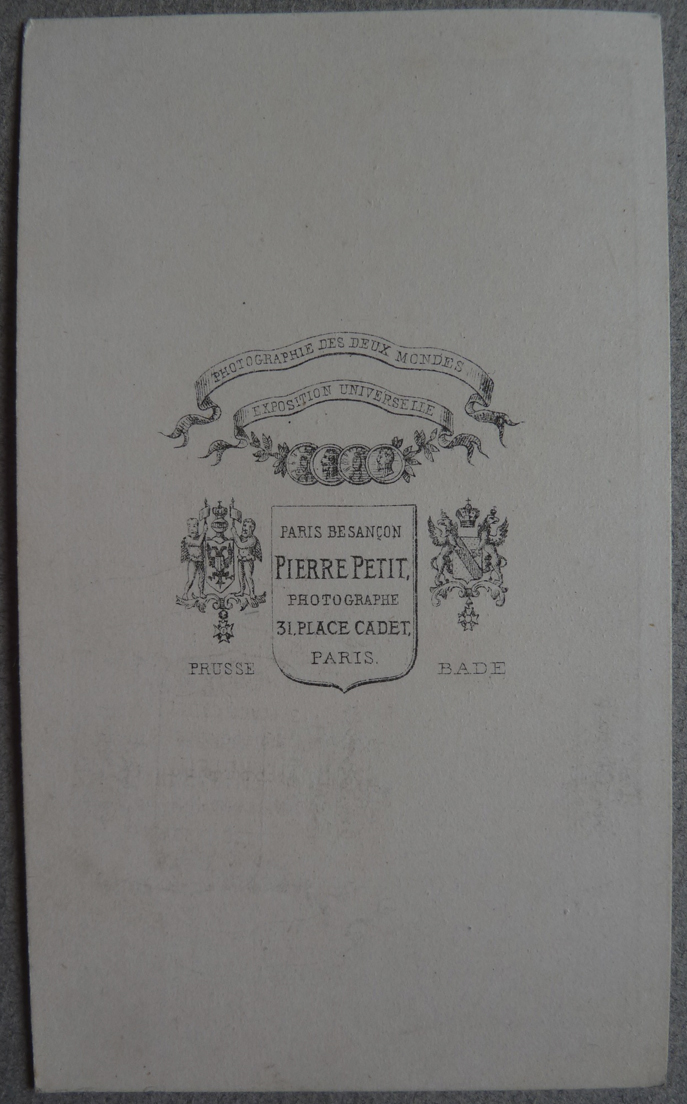 PHOTOGRAPHIE DES DEUX MONDES
EXPOSITION UNIVERSELLE
PARIS BESANÇON
PIERRE PETIT,
PHOTOGRAPHE
31, PLACE CADET,
PARIS.
PRUSSE
BADE